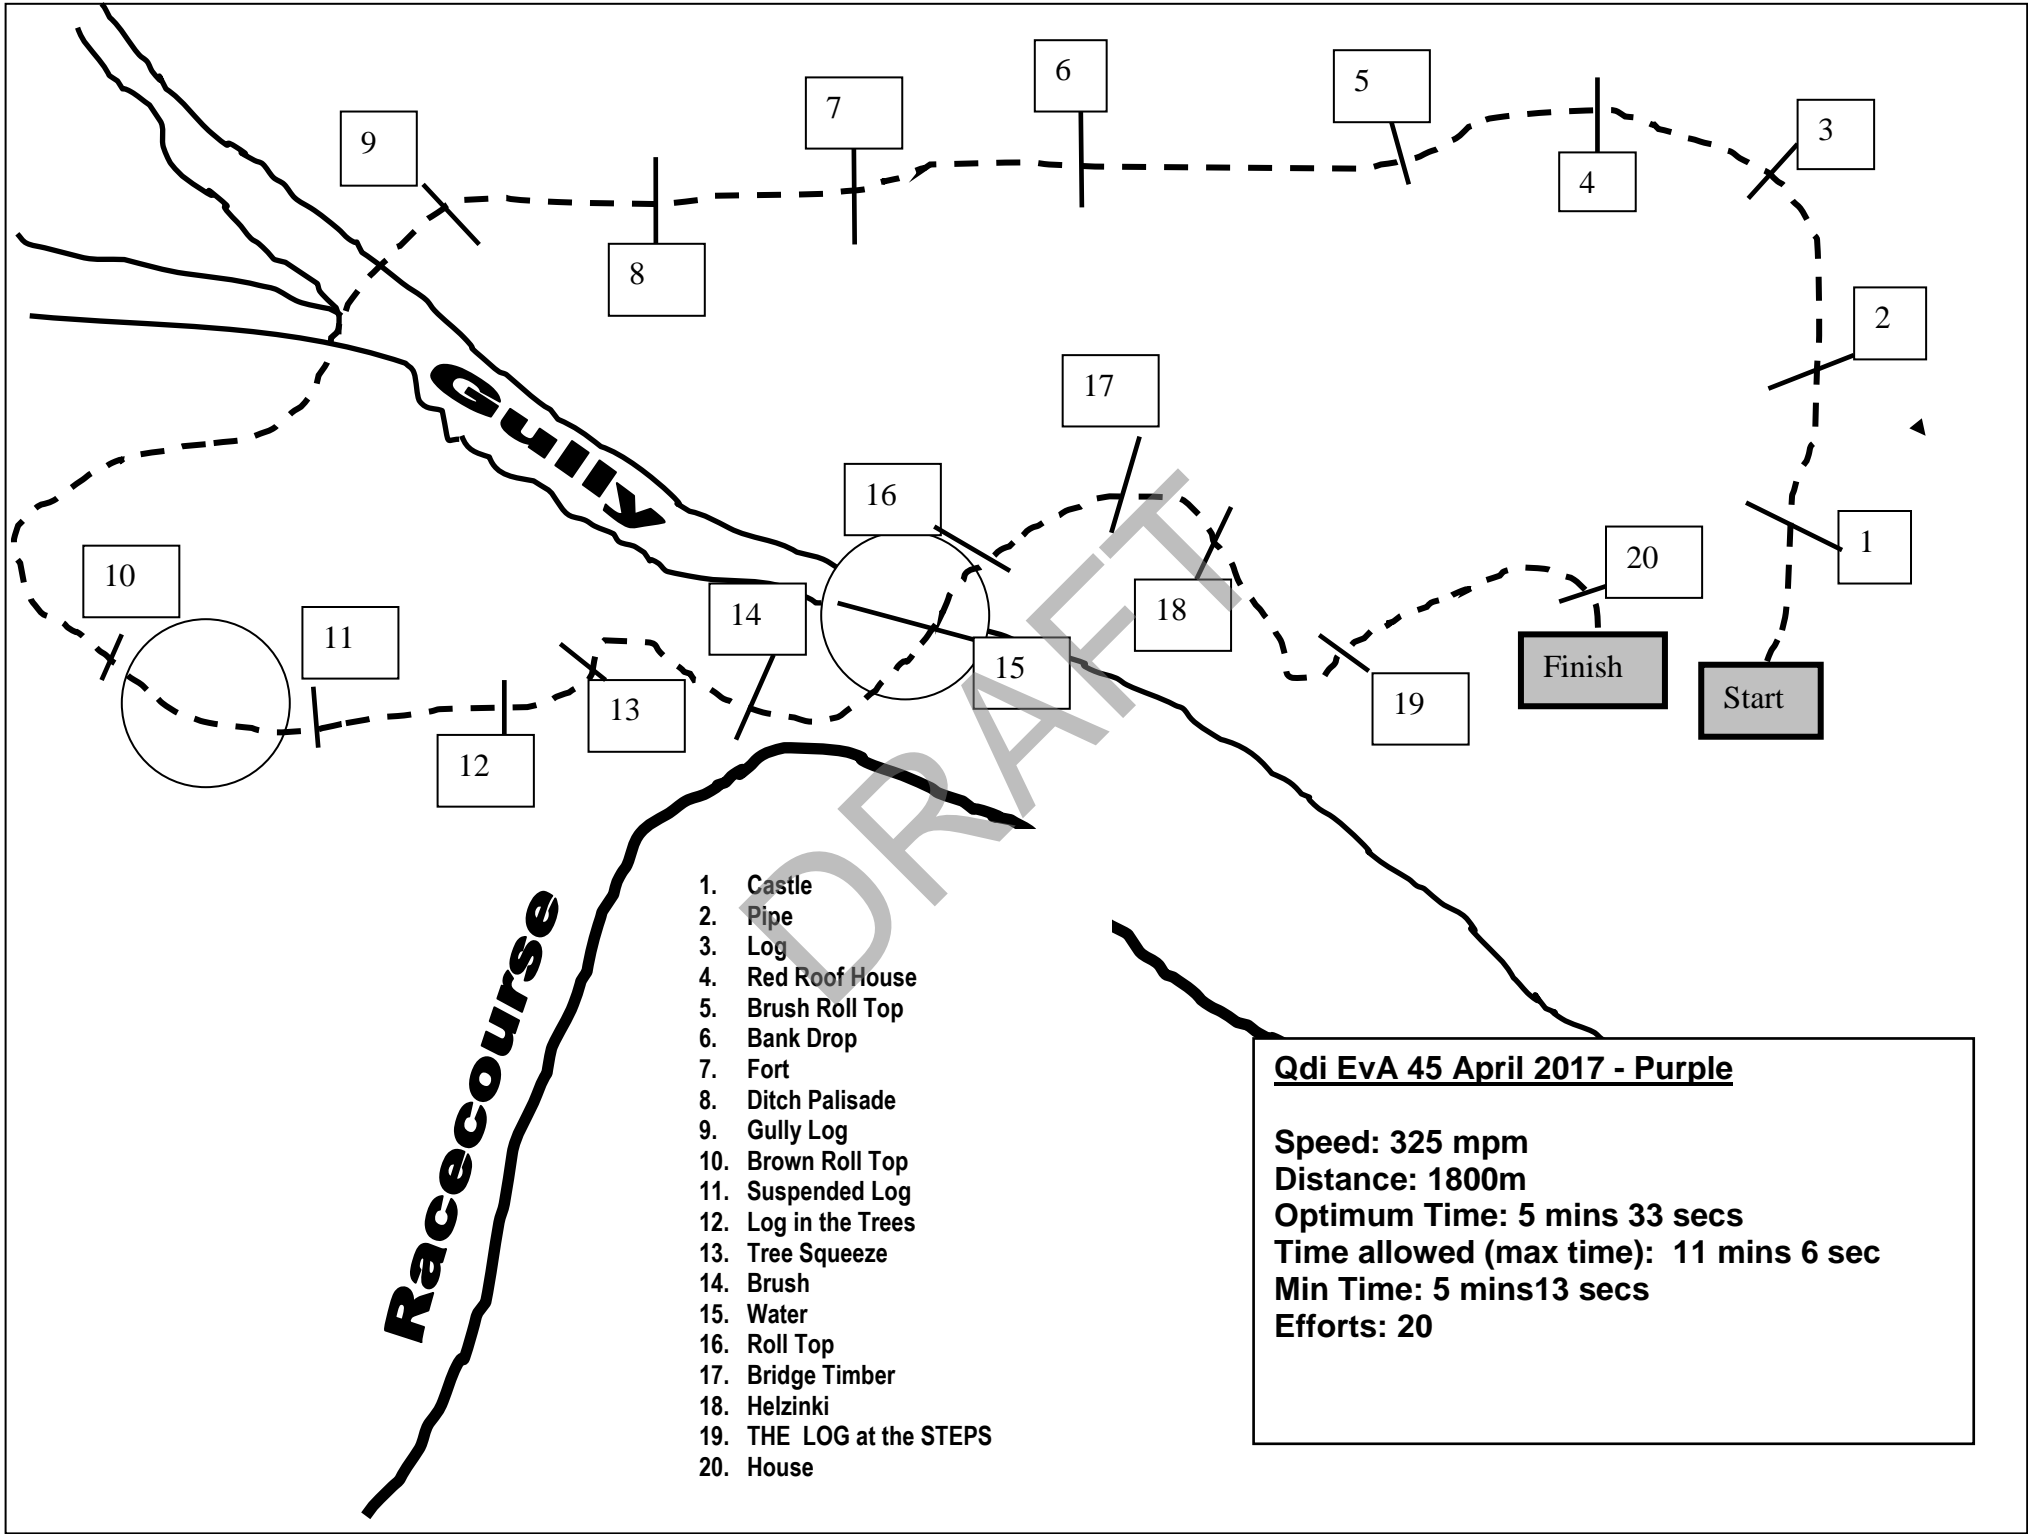 6
5
7
3
9
4
8
2
17
16
1
20
10
14
18
11
15
Finish
13
19
Start
12
Gully
DRAFT
Racecourse
1. Castle
2. Pipe
3. Log
4. Red Roof House
5. Brush Roll Top
6. Bank Drop
7. Fort
8. Ditch Palisade
9. Gully Log
10. Brown Roll Top
11. Suspended Log
12. Log in the Trees
13. Tree Squeeze
14. Brush
15. Water
16. Roll Top
17. Bridge Timber
18. Helzinki
19. THE LOG at the STEPS
20. House
Qdi EvA 45 April 2017 - Purple
Speed: 325 mpm
Distance: 1800m
Optimum Time: 5 mins 33 secs
Time allowed (max time): 11 mins 6 sec
Min Time: 5 mins13 secs
Efforts: 20